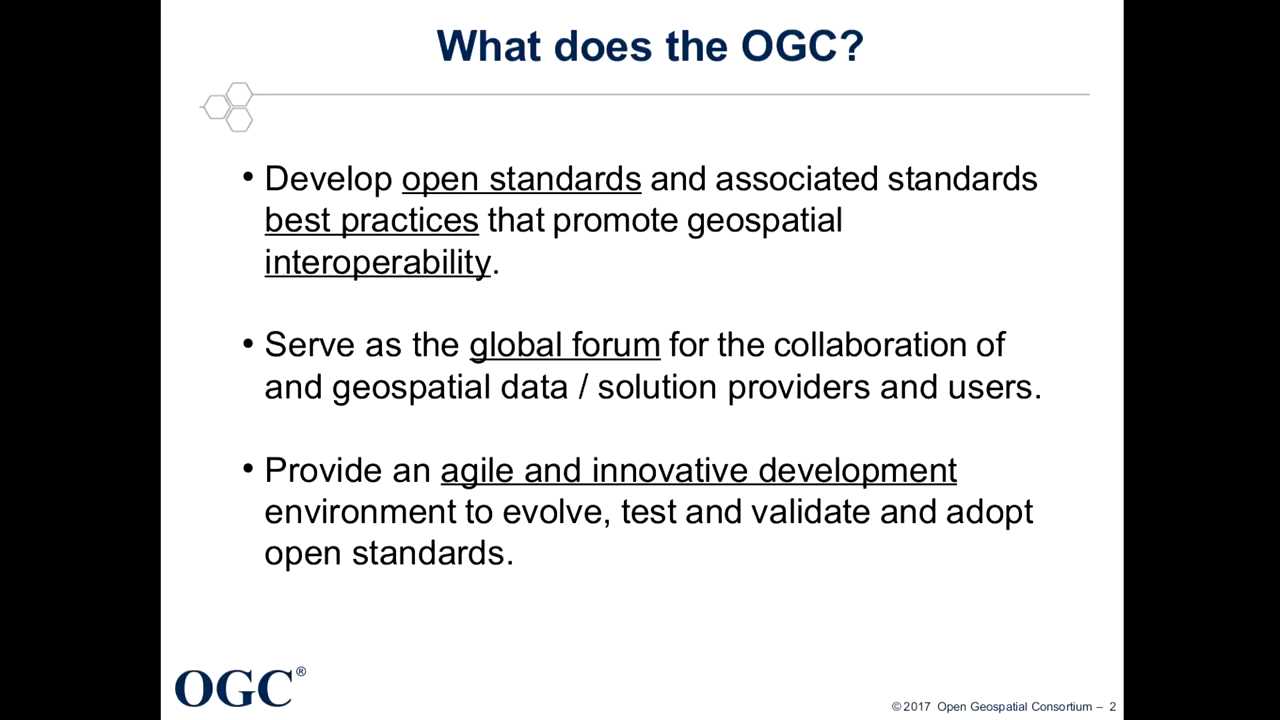 What does the OGC?
• Develop open standards and associated standards
best practices that promote geospatial
interoperability.
• Serve as the global forum for the collaboration of
and geospatial data / solution providers and users.
• Provide an agile and innovative development
environment to evolve, test and validate and adopt
open standards.
OGC®
© 2017 Open Geospatial Consortium – 2